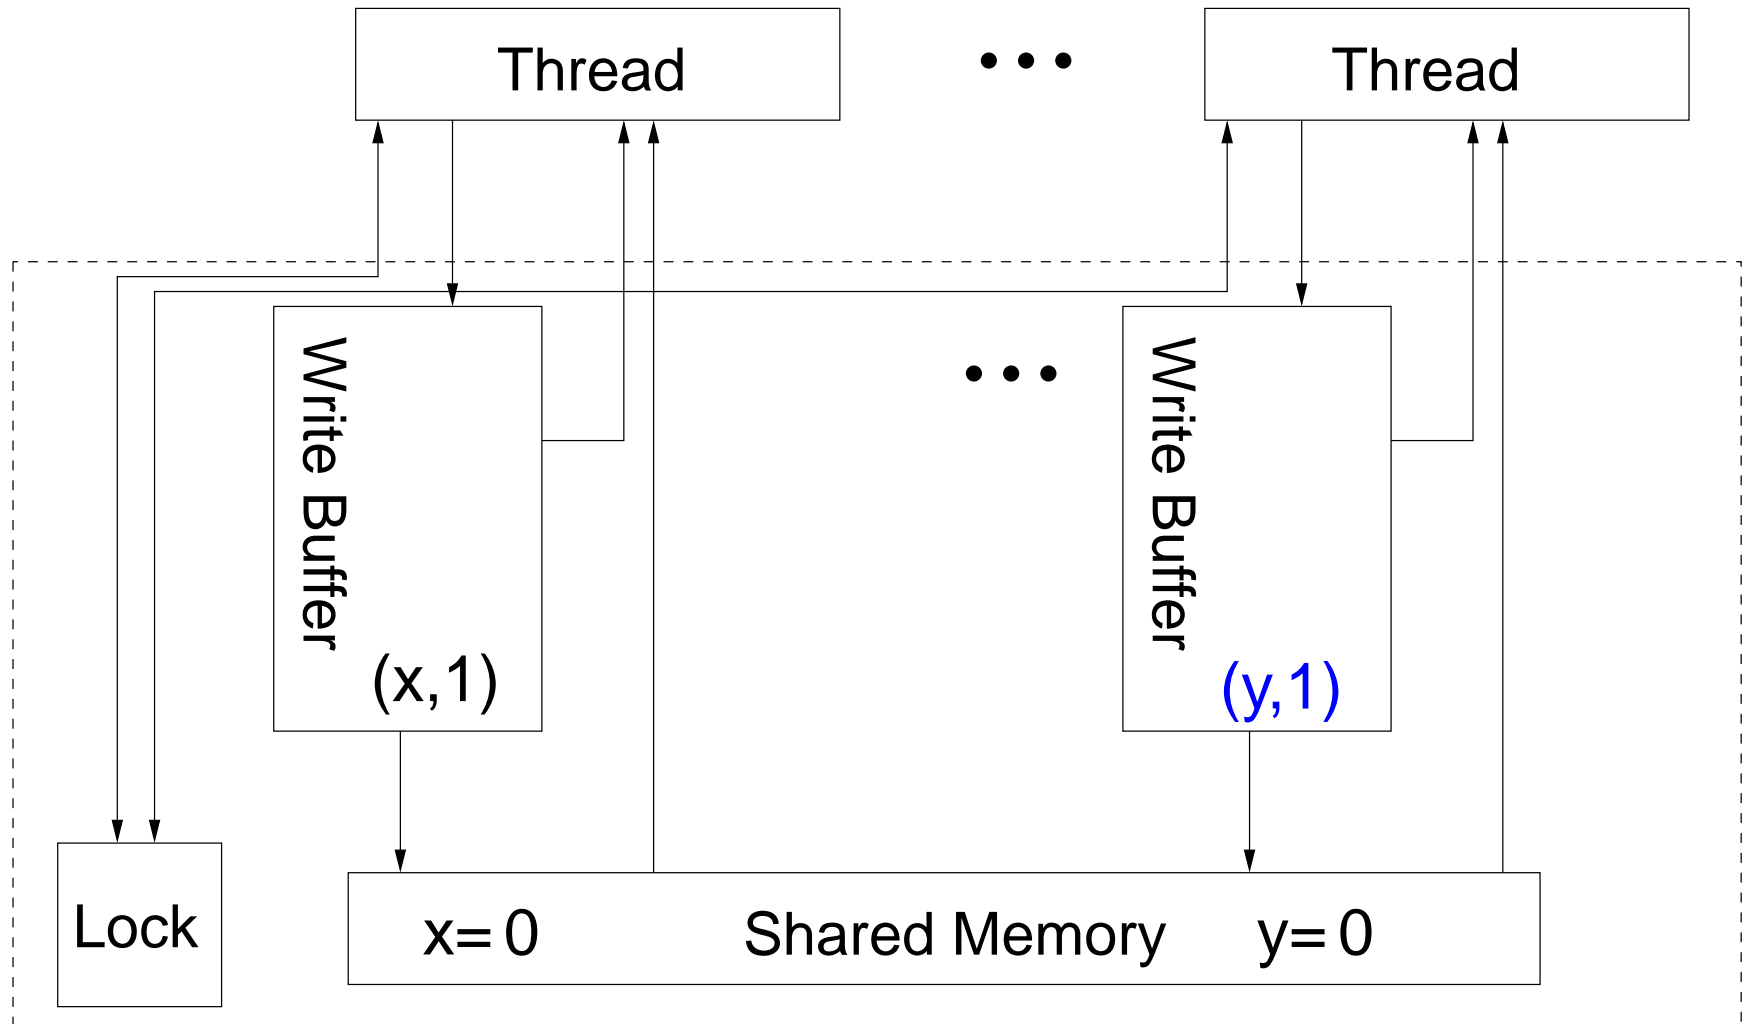 Thread
Thread
Write Buffer
(x,1)
Write Buffer
(y,1)
Lock
x= 0
Shared Memory
y= 0